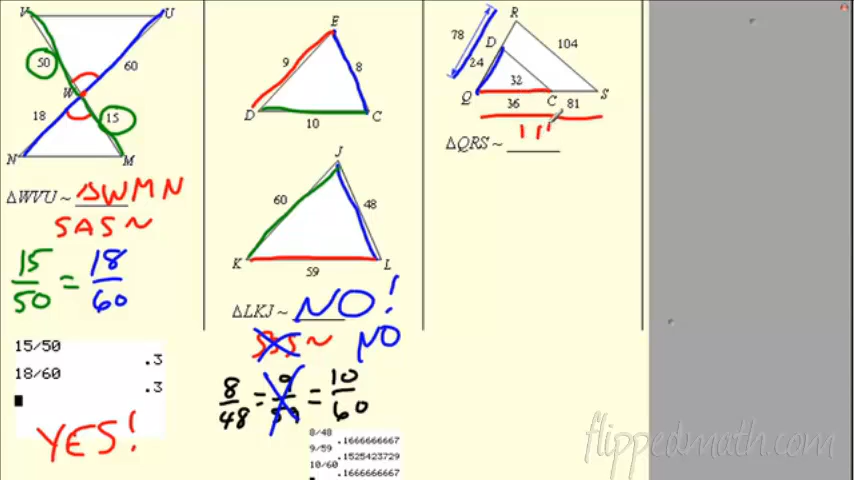 V
U
50
60
W
18
15
N
M
ΔWVU ~ ΔWMN
SAS ~
15/50 = 18/60
15/50
.3
18/60
.3
YES!
E
9
8
D
C
10
J
60
48
K
L
59
ΔLKJ ~ NO!
SSS ~ NO
8/48 = 9/59 = 10/60
8/48
.1666666667
9/59
.1525423729
10/60
.1666666667
R
78
D
104
24
32
Q
C
S
36
81
117
ΔQRS ~
flippedmath.com